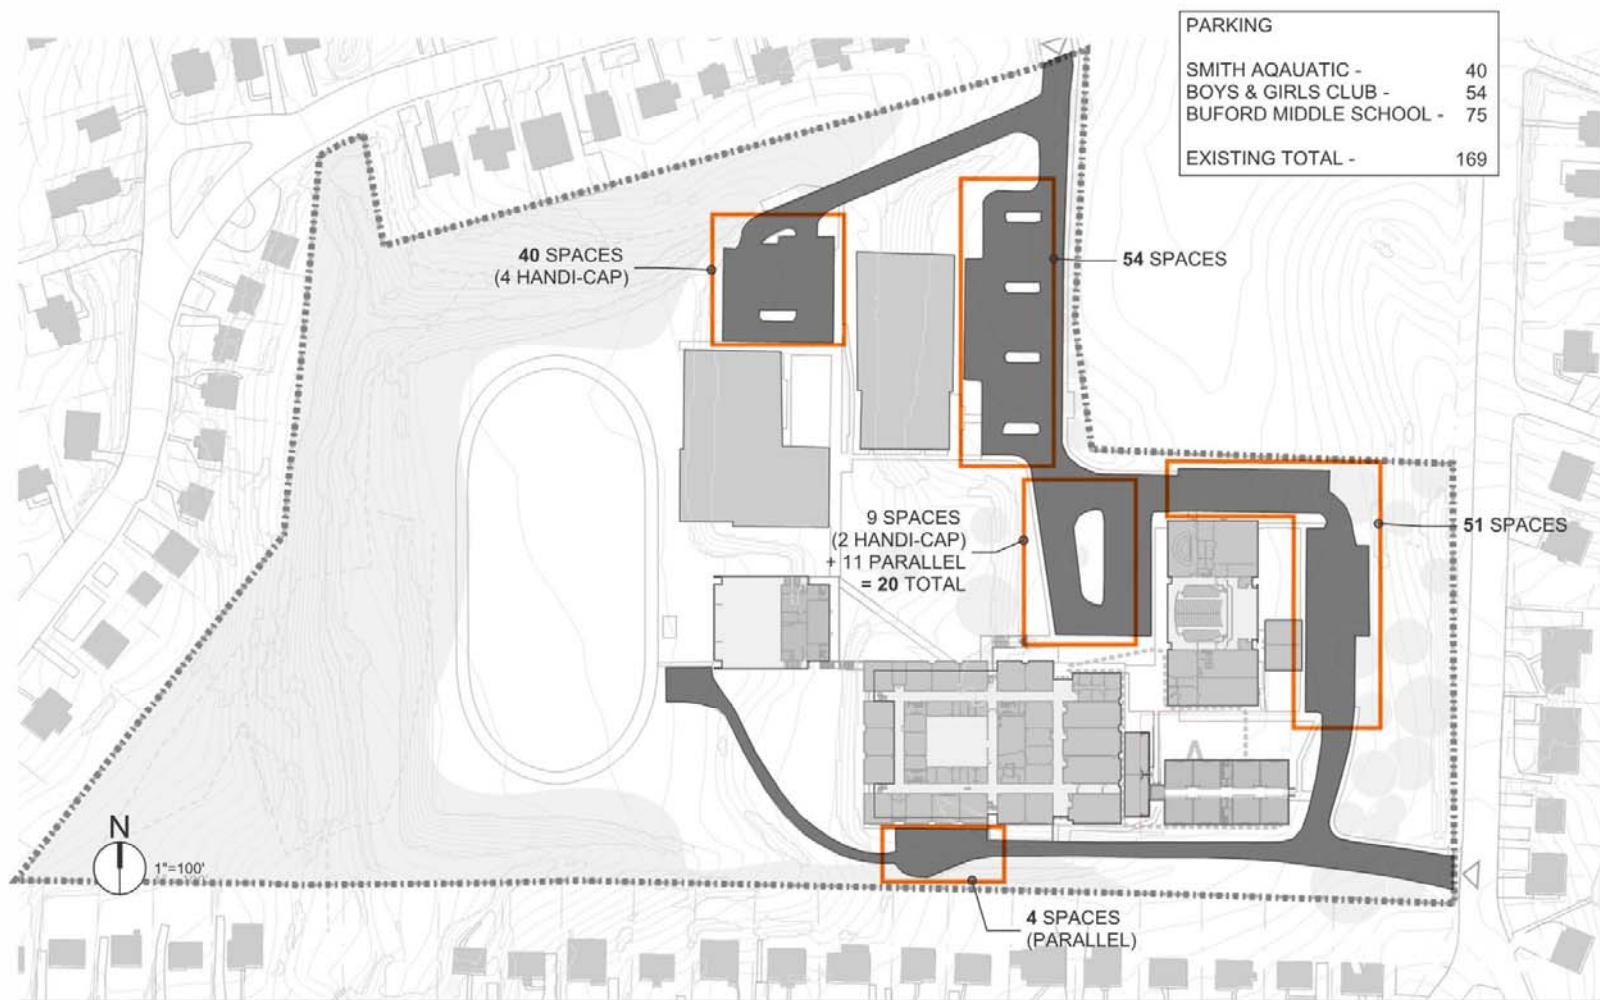 PARKING
SMITH AQAUATIC - 40
BOYS & GIRLS CLUB - 54
BUFORD MIDDLE SCHOOL - 75
EXISTING TOTAL - 169
40 SPACES
(4 HANDI-CAP)
54 SPACES
9 SPACES
(2 HANDI-CAP)
+ 11 PARALLEL
= 20 TOTAL
51 SPACES
N
1"=100'
4 SPACES
(PARALLEL)